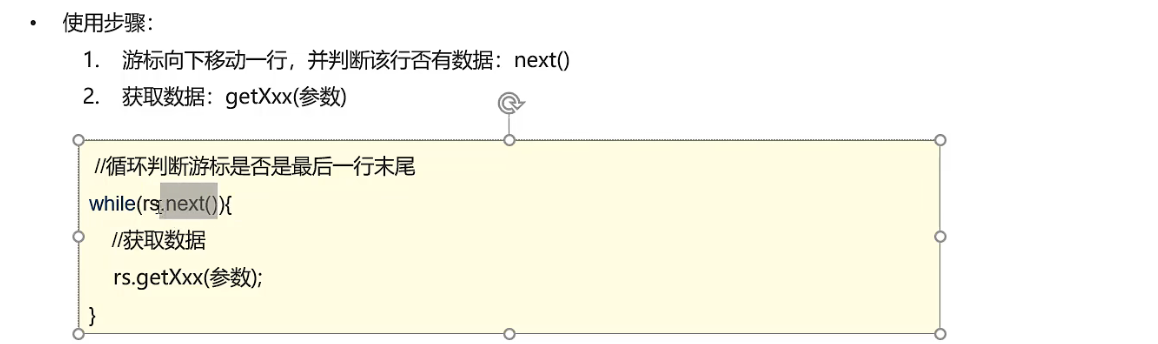 • 使用步骤：
1. 游标向下移动一行，并判断该行否有数据：next()
2. 获取数据：getXxx(参数)
//循环判断游标是否是最后一行末尾
while(rs.next()){
//获取数据
rs.getXxx(参数);
}